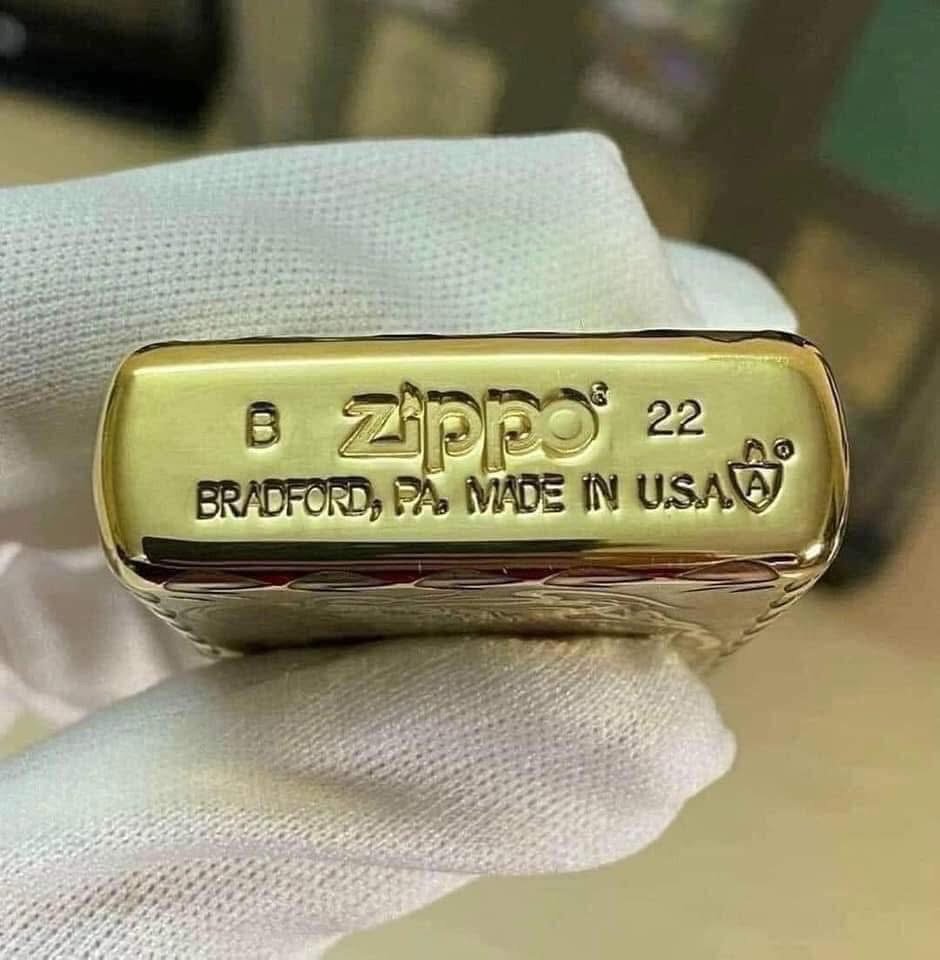 B zippo® 22
BRADFORD, PA. MADE IN U.S.A. A®